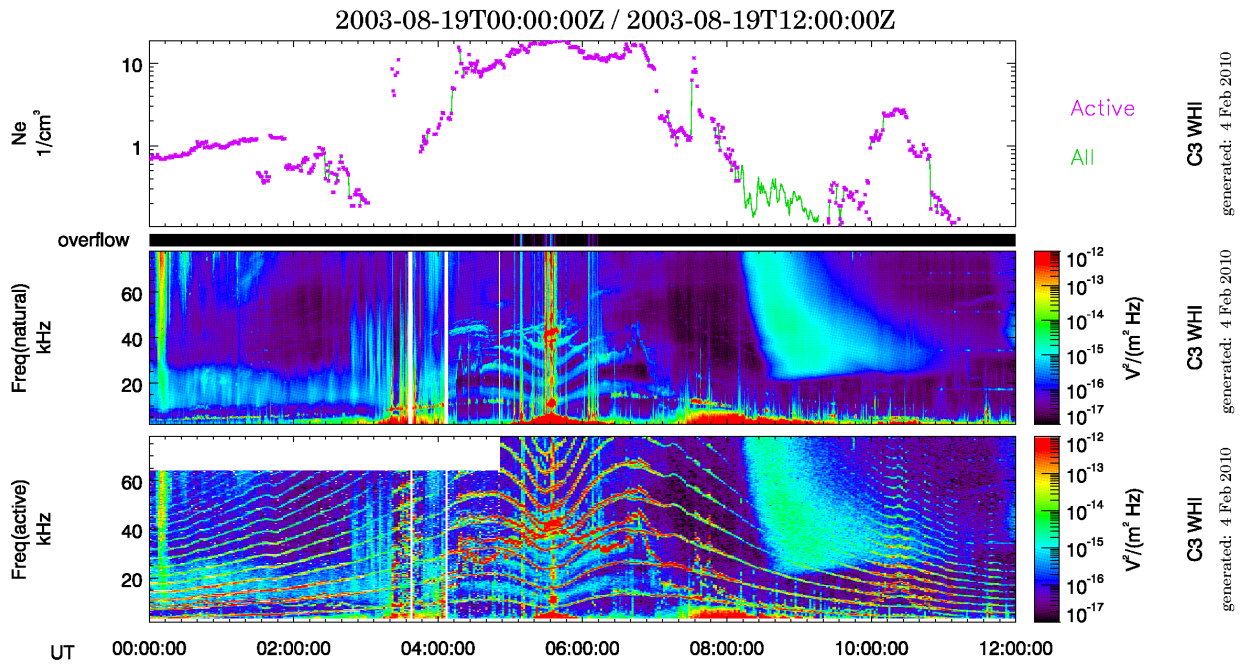 2003-08-19T00:00:00Z / 2003-08-19T12:00:00Z
Ne
1/cm³
10
1
Active
All
C3 WHI
generated: 4 Feb 2010
overflow
Freq(natural)
kHz
60
40
20
10⁻¹²
10⁻¹³
10⁻¹⁴
10⁻¹⁵
10⁻¹⁶
10⁻¹⁷
V²/(m² Hz)
C3 WHI
generated: 4 Feb 2010
Freq(active)
kHz
60
40
20
10⁻¹²
10⁻¹³
10⁻¹⁴
10⁻¹⁵
10⁻¹⁶
10⁻¹⁷
V²/(m² Hz)
C3 WHI
generated: 4 Feb 2010
UT 00:00:00 02:00:00 04:00:00 06:00:00 08:00:00 10:00:00 12:00:00